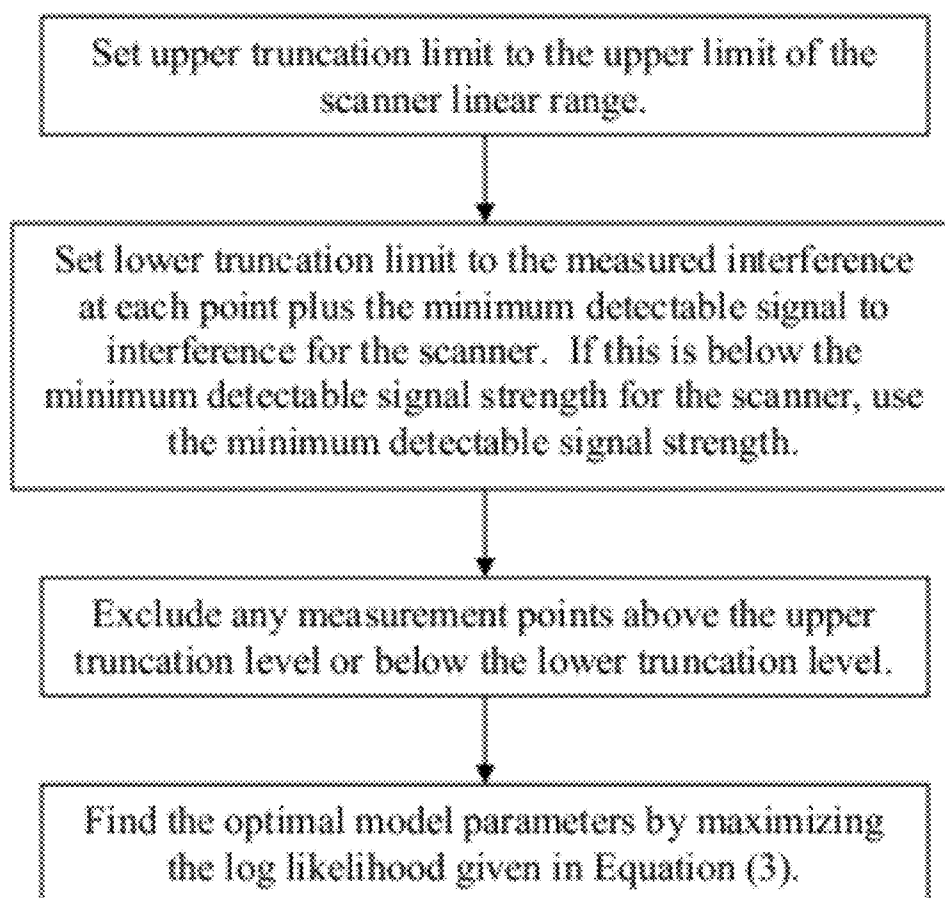 Set upper truncation limit to the upper limit of the
scanner linear range.
Set lower truncation limit to the measured interference
at each point plus the minimum detectable signal to
interference for the scanner.  If this is below the
minimum detectable signal strength for the scanner, use
the minimum detectable signal strength.
Exclude any measurement points above the upper
truncation level or below the lower truncation level.
Find the optimal model parameters by maximizing
the log likelihood given in Equation (3).